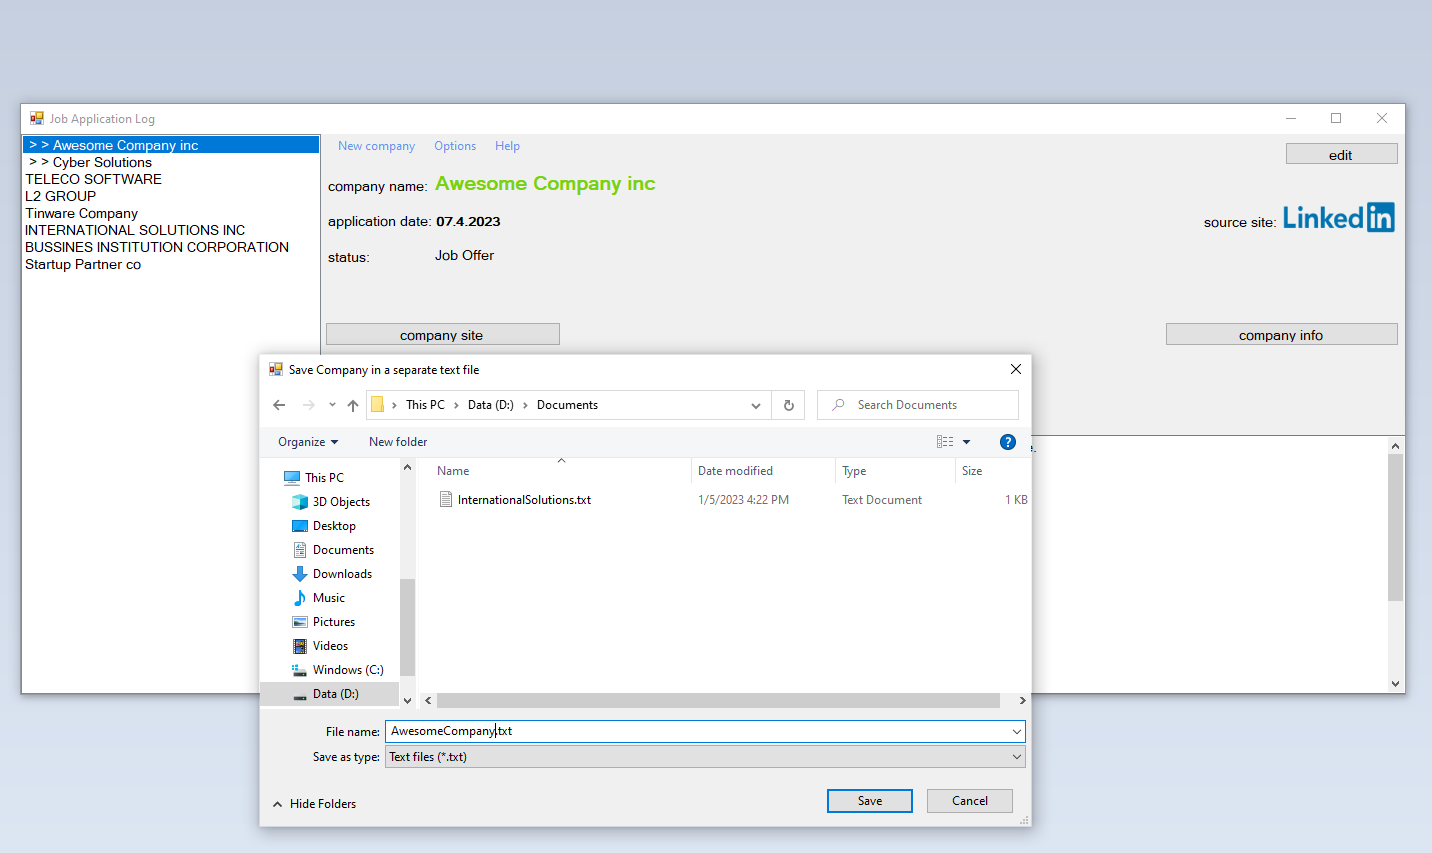 Job Application Log
> > Awesome Company inc
> > Cyber Solutions
TELECO SOFTWARE
L2 GROUP
Tinware Company
INTERNATIONAL SOLUTIONS INC
BUSSINES INSTITUTION CORPORATION
Startup Partner co
New company Options Help
edit
company name: Awesome Company inc
application date: 07.4.2023
source site: Linked in
status: Job Offer
company site
company info
Save Company in a separate text file
This PC > Data (D:) > Documents
Search Documents
Organize New folder
?
e.
Name Date modified Type Size
InternationalSolutions.txt 1/5/2023 4:22 PM Text Document 1 KB
This PC
3D Objects
Desktop
Documents
Downloads
Music
Pictures
Videos
Windows (C:)
Data (D:)
File name: AwesomeCompany.txt
Save as type: Text files (*.txt)
Hide Folders
Save Cancel